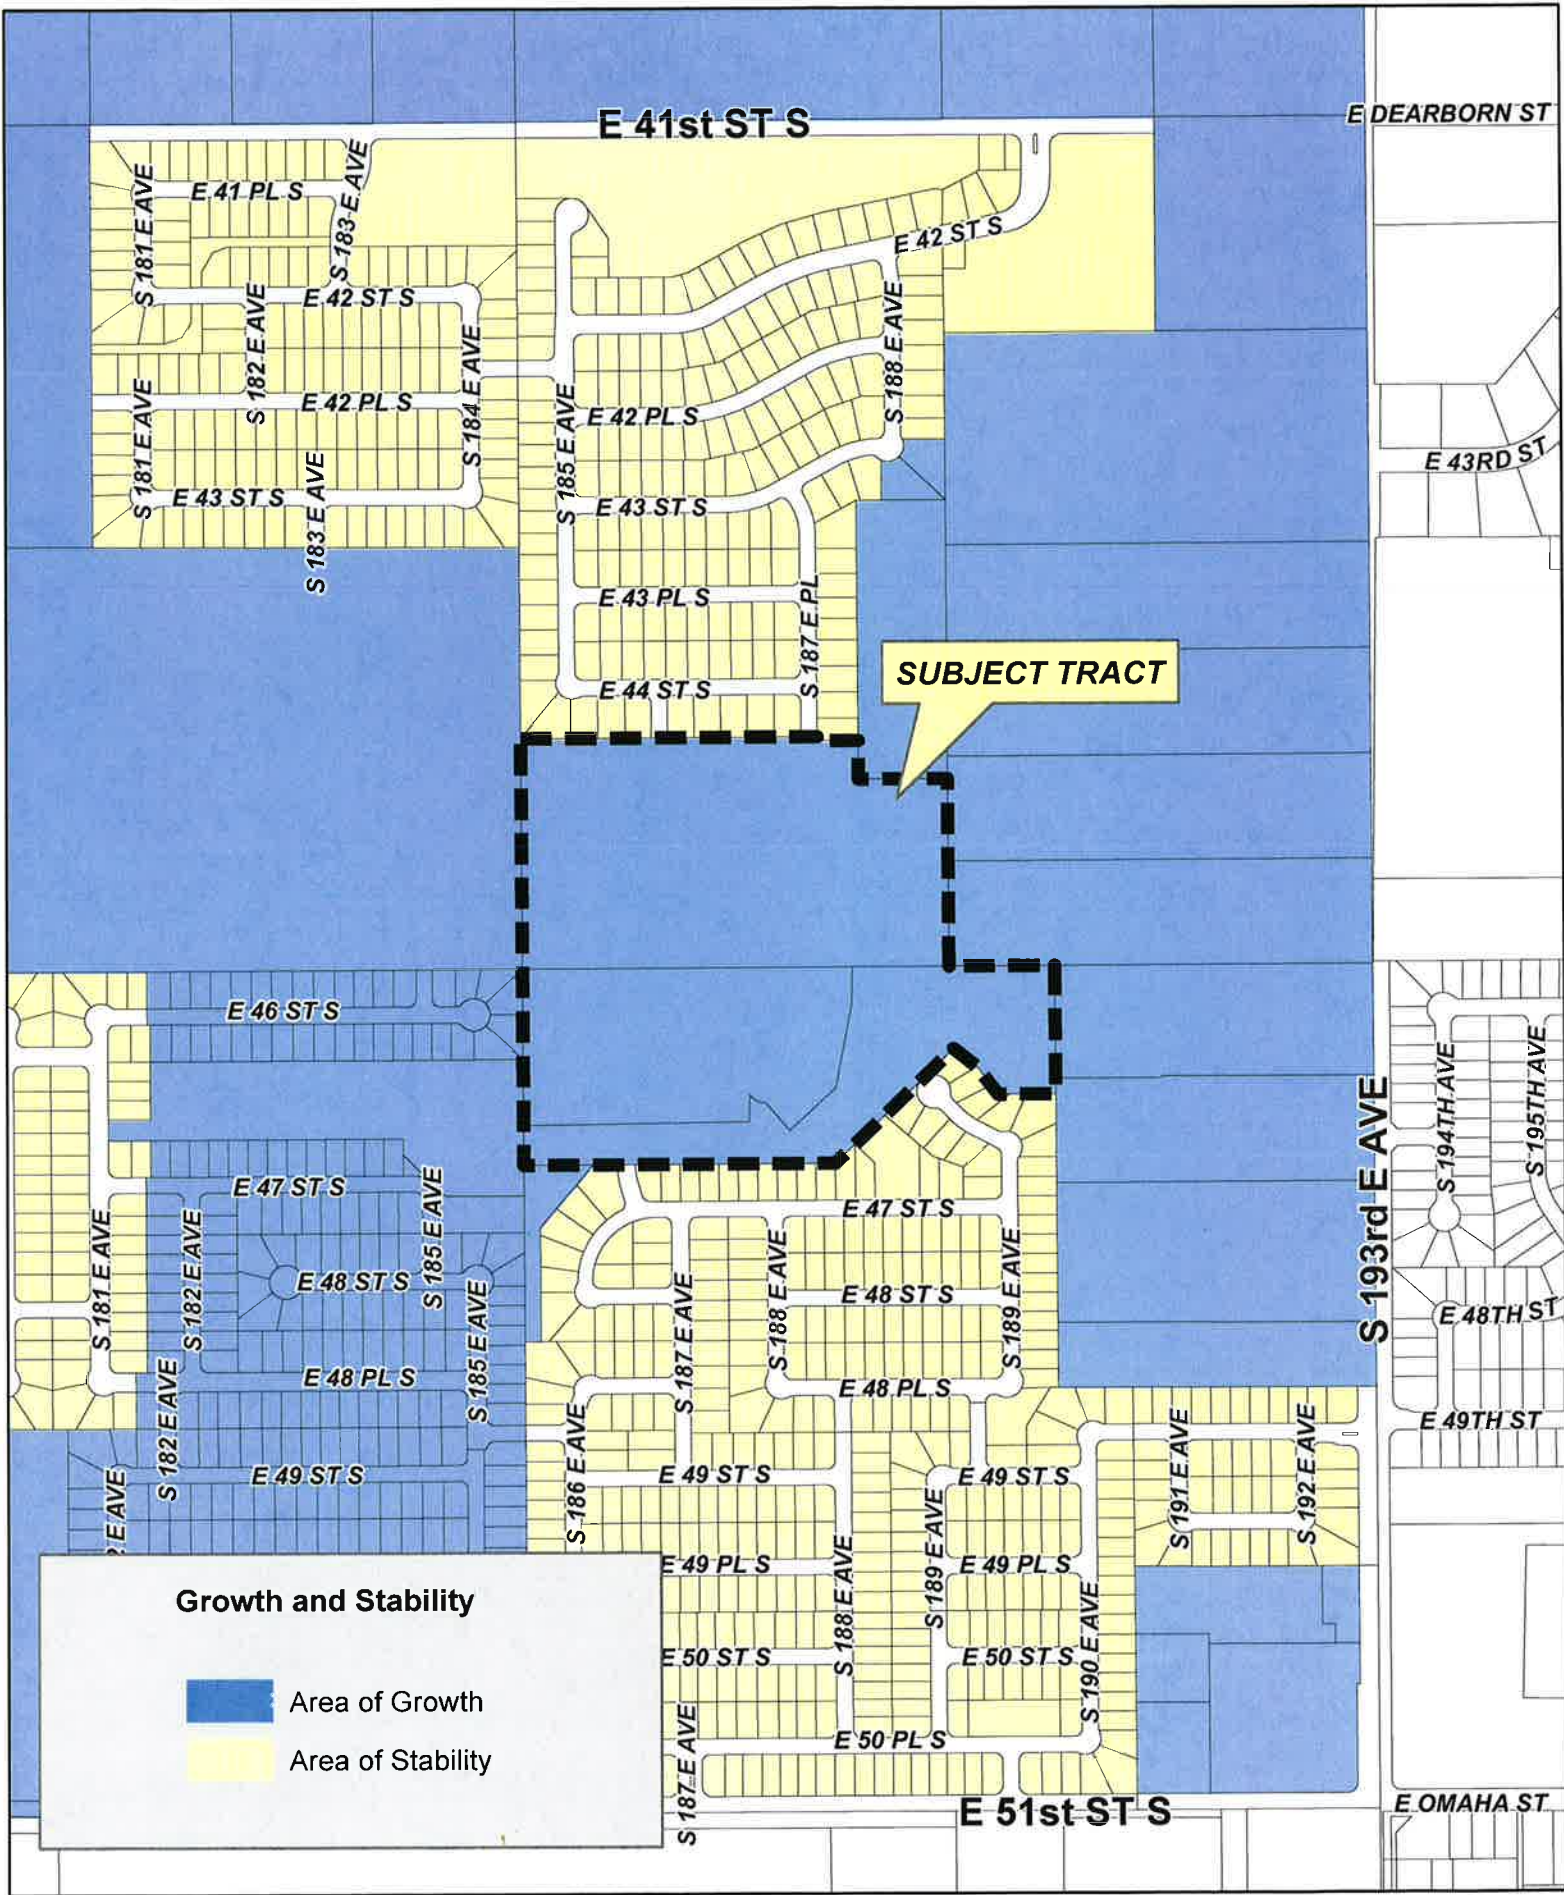 E 41st ST S
E DEARBORN ST
E 41 PL S
S 181 E AVE
S 183 E AVE
E 42 ST S
E 42 ST S
S 182 E AVE
S 188 E AVE
S 184 E AVE
S 181 E AVE
E 42 PL S
S 185 E AVE
E 42 PL S
E 43RD ST
S 183 E AVE
E 43 ST S
E 43 ST S
E 43 PL S
S 187 E PL
SUBJECT TRACT
E 44 ST S
E 46 ST S
S 194TH AVE
S 195TH AVE
S 193rd E AVE
E 47 ST S
S 185 E AVE
E 47 ST S
S 181 E AVE
S 182 E AVE
E 48 ST S
S 187 E AVE
S 188 E AVE
E 48 ST S
S 189 E AVE
E 48TH ST
S 185 E AVE
E 48 PL S
E 48 PL S
S 182 E AVE
S 186 E AVE
E 49TH ST
S 191 E AVE
S 192 E AVE
E 49 ST S
E 49 ST S
E 49 ST S
E AVE
S 189 E AVE
E 49 PL S
E 49 PL S
S 188 E AVE
S 190 E AVE
Growth and Stability
E 50 ST S
E 50 ST S
Area of Growth
S 187 E AVE
E 50 PL S
Area of Stability
E 51st ST S
E OMAHA ST